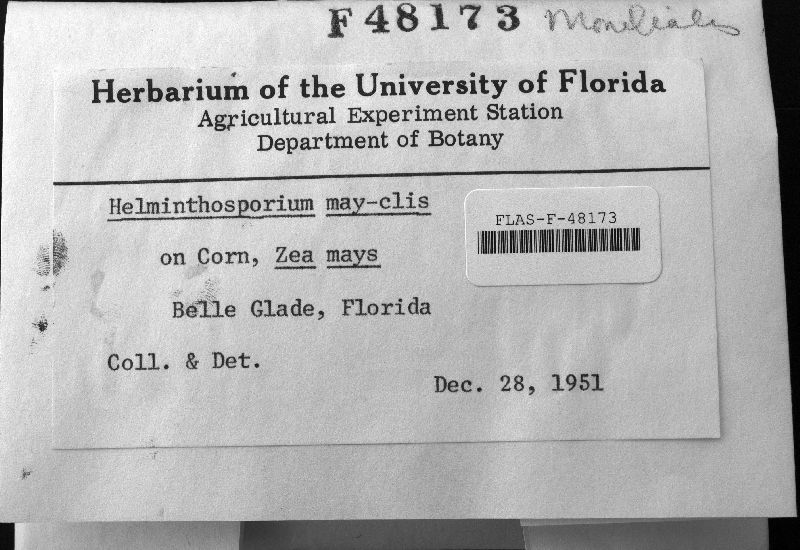 F48173 Moniliales
Herbarium of the University of Florida
Agricultural Experiment Station
Department of Botany
Helminthosporium may-clis
FLAS-F-48173
on Corn, Zea mays
Belle Glade, Florida
Coll. & Det.
Dec. 28, 1951